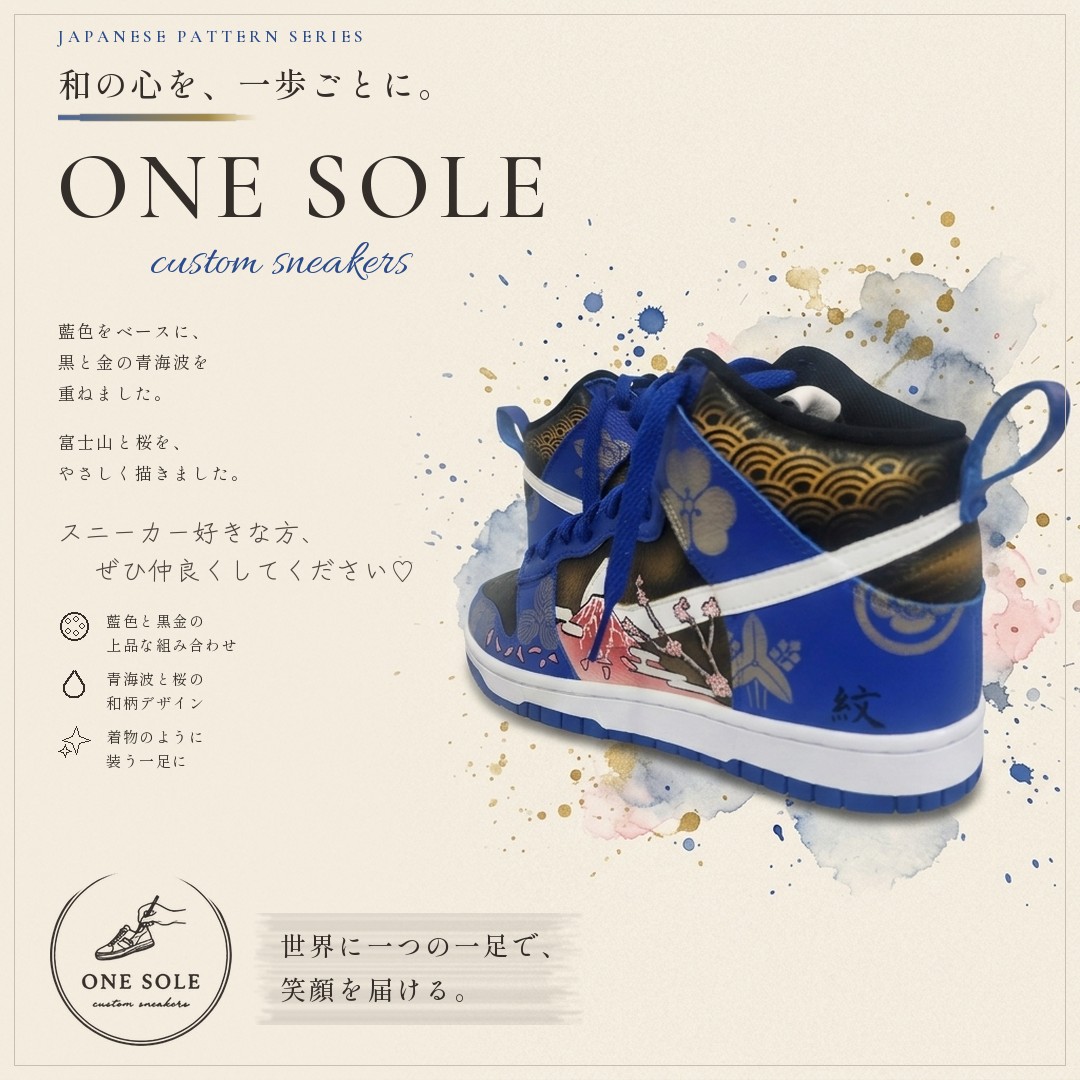 JAPANESE PATTERN SERIES
和の心を、一歩ごとに。
ONE SOLE
custom sneakers
藍色をベースに、
黒と金の青海波を
重ねました。
富士山と桜を、
やさしく描きました。
スニーカー好きな方、
ぜひ仲良くしてください♡
藍色と黒金の
上品な組み合わせ
青海波と桜の
和柄デザイン
着物のように
装う一足に
紋
ONE SOLE
custom sneakers
世界に一つの一足で、
笑顔を届ける。